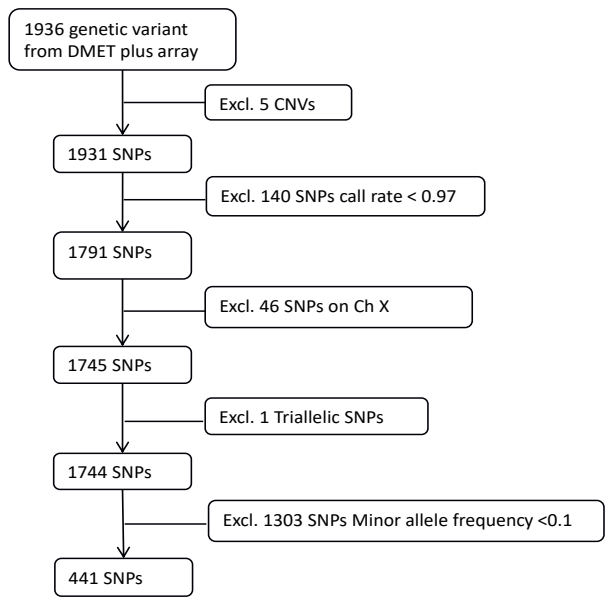 1936 genetic variant
from DMET plus array
Excl. 5 CNVs
1931 SNPs
Excl. 140 SNPs call rate < 0.97
1791 SNPs
Excl. 46 SNPs on Ch X
1745 SNPs
Excl. 1 Triallelic SNPs
1744 SNPs
Excl. 1303 SNPs Minor allele frequency <0.1
441 SNPs